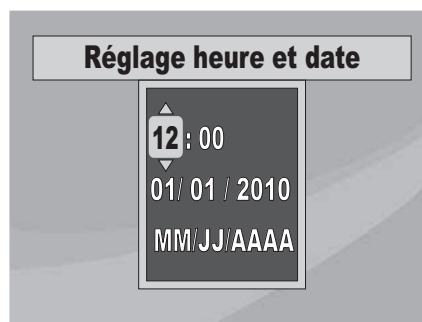 Réglage heure et date
12 : 00
01/ 01 / 2010
MM/JJ/AAAA